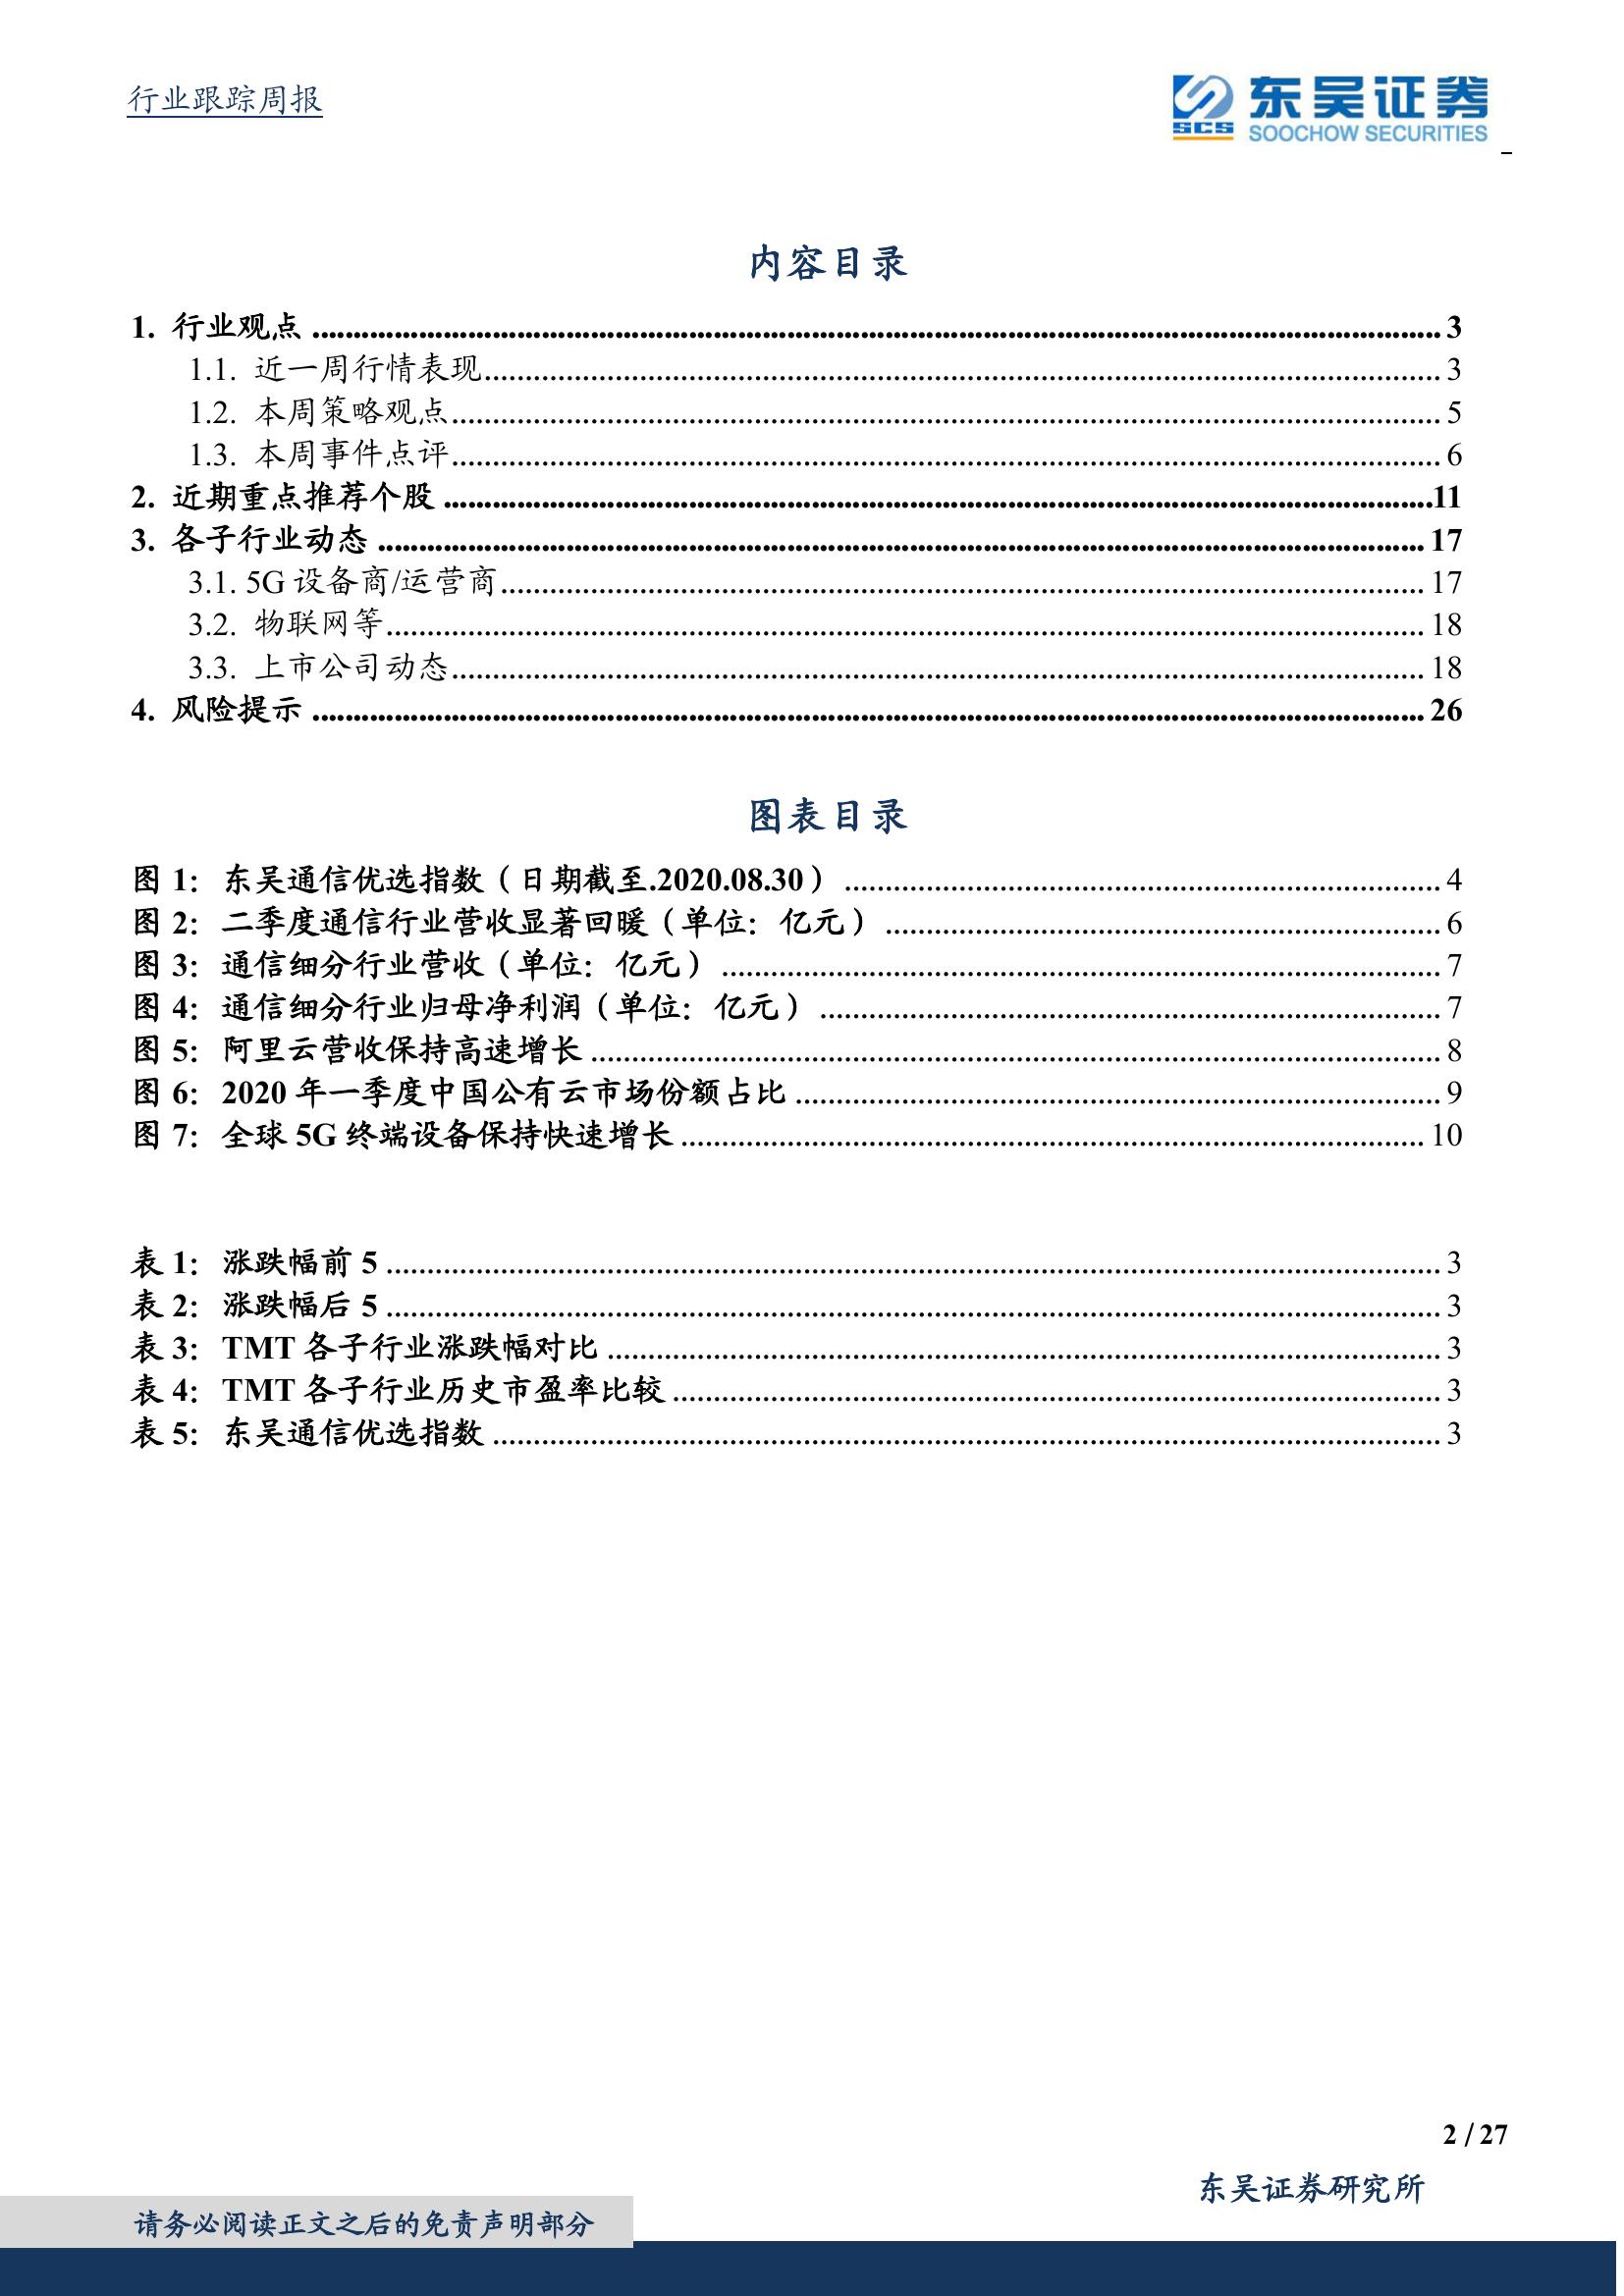 行业跟踪周报
东吴证券
SCS
SOOCHOW SECURITIES
内容目录
1. 行业观点 ........ 3
1.1. 近一周行情表现 ........ 3
1.2. 本周策略观点 ........ 5
1.3. 本周事件点评 ........ 6
2. 近期重点推荐个股 ........ 11
3. 各子行业动态 ........ 17
3.1. 5G 设备商/运营商 ........ 17
3.2. 物联网等 ........ 18
3.3. 上市公司动态 ........ 18
4. 风险提示 ........ 26
图表目录
图 1: 东吴通信优选指数（日期截至.2020.08.30） ........ 4
图 2: 二季度通信行业营收显著回暖（单位：亿元） ........ 6
图 3: 通信细分行业营收（单位：亿元） ........ 7
图 4: 通信细分行业归母净利润（单位：亿元） ........ 7
图 5: 阿里云营收保持高速增长 ........ 8
图 6: 2020 年一季度中国公有云市场份额占比 ........ 9
图 7: 全球 5G 终端设备保持快速增长 ........ 10
表 1: 涨跌幅前 5 ........ 3
表 2: 涨跌幅后 5 ........ 3
表 3: TMT 各子行业涨跌幅对比 ........ 3
表 4: TMT 各子行业历史市盈率比较 ........ 3
表 5: 东吴通信优选指数 ........ 3
2 / 27
东吴证券研究所
请务必阅读正文之后的免责声明部分